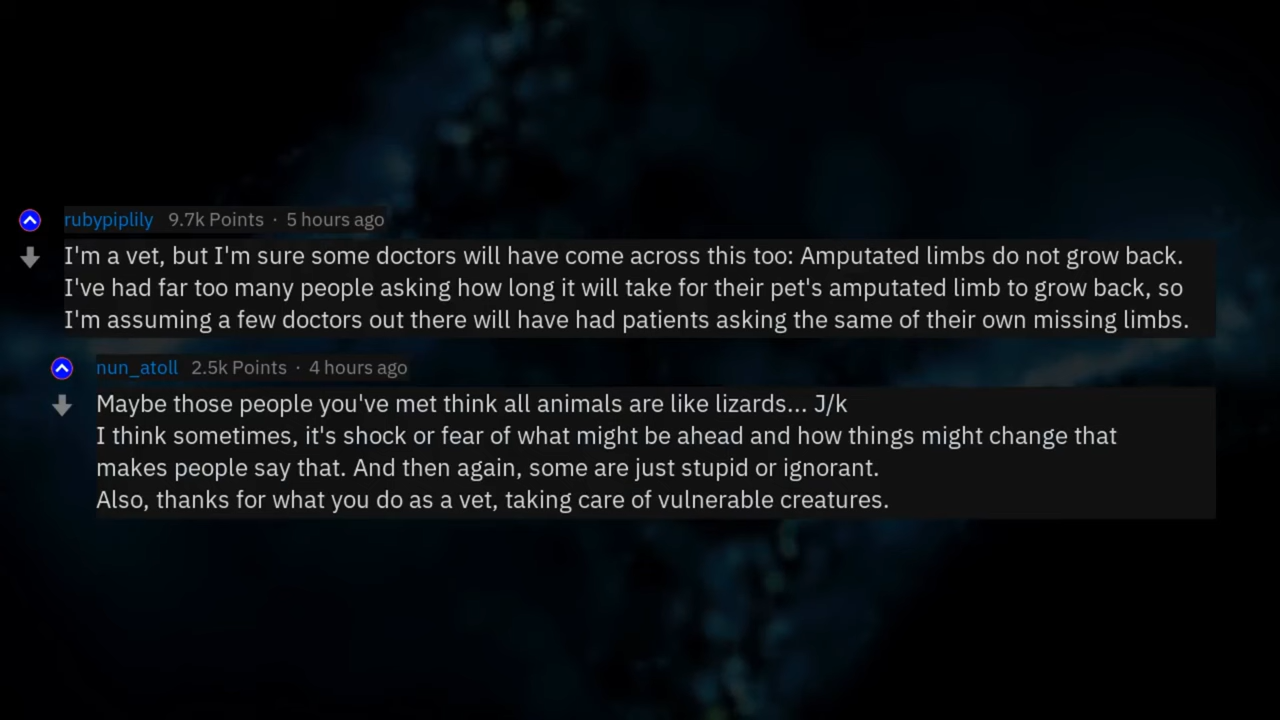 rubypiplily 9.7k Points · 5 hours ago
I'm a vet, but I'm sure some doctors will have come across this too: Amputated limbs do not grow back.
I've had far too many people asking how long it will take for their pet's amputated limb to grow back, so
I'm assuming a few doctors out there will have had patients asking the same of their own missing limbs.
nun_atoll 2.5k Points · 4 hours ago
Maybe those people you've met think all animals are like lizards... J/k
I think sometimes, it's shock or fear of what might be ahead and how things might change that
makes people say that. And then again, some are just stupid or ignorant.
Also, thanks for what you do as a vet, taking care of vulnerable creatures.